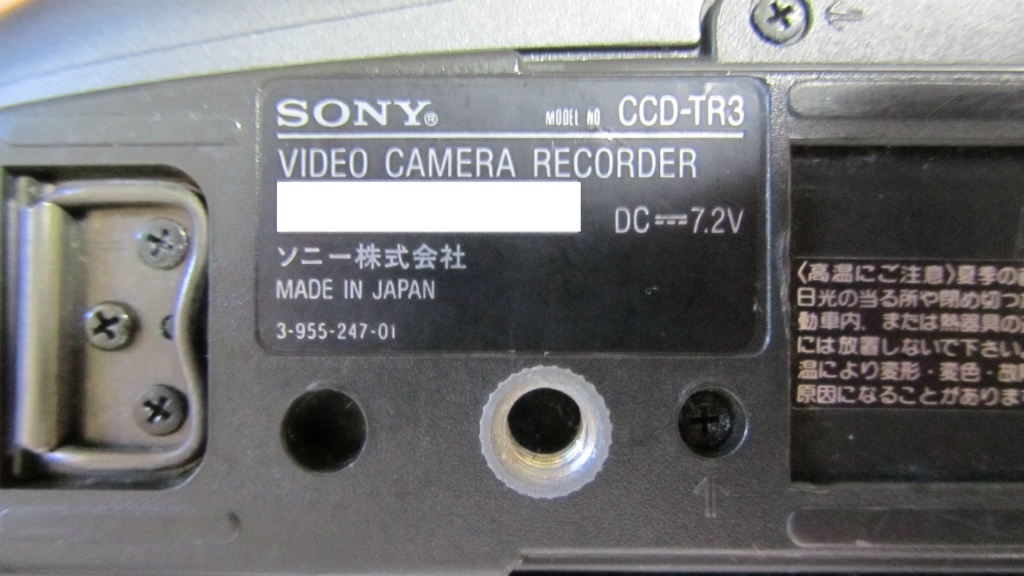 SONY® MODEL NO CCD-TR3
VIDEO CAMERA RECORDER
DC⎓7.2V
ソニー株式会社
MADE IN JAPAN
3-955-247-01
〈高温にご注意〉夏季の
日光の当る所や閉め切つ
動車内、または熱器具の
には放置しないで下さい。
温により変形・変色・故
原因になることがありま